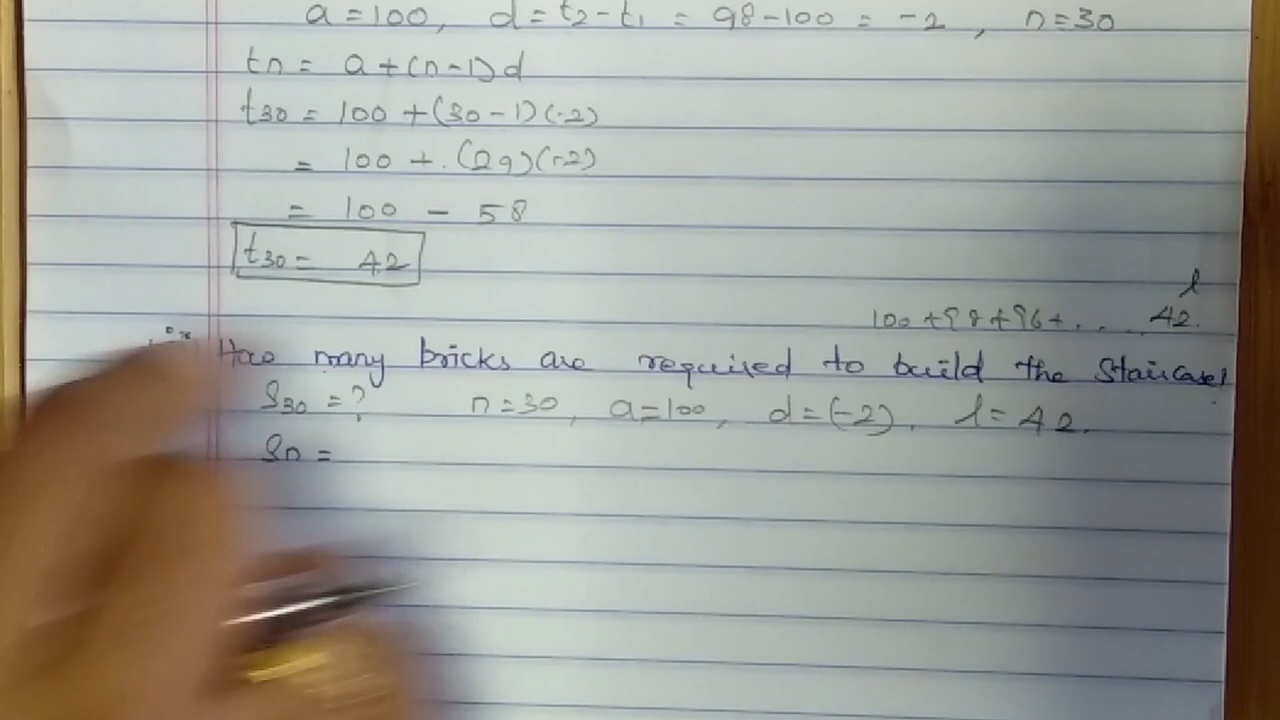 a = 100, d = t2 - t1 = 98 - 100 = -2, n = 30
tn = a + (n - 1) d
t30 = 100 + (30 - 1) (-2)
= 100 + (29) (-2)
= 100 - 58
t30 = 42
l
100 + 98 + 96 + . . . 42.
How many bricks are required to build the Staircase?
S30 = ? n = 30, a = 100, d = (-2), l = 42.
Sn =